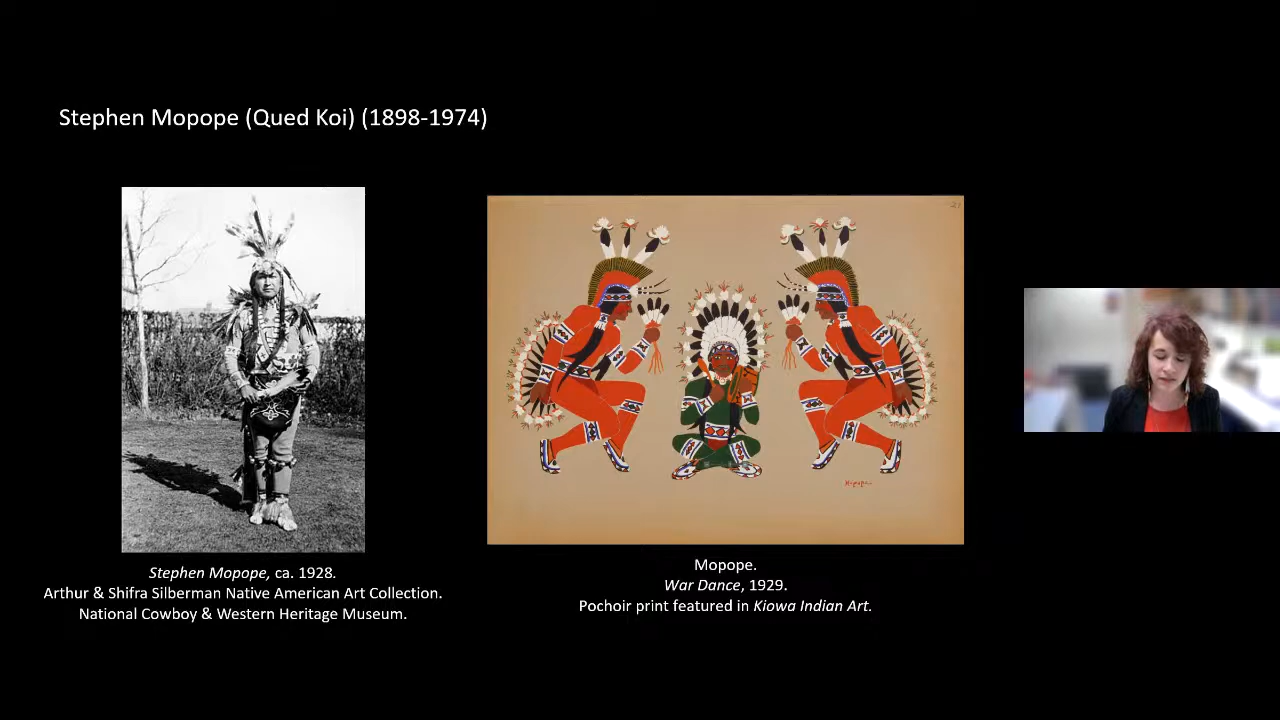 Stephen Mopope (Qued Koi) (1898-1974)
Stephen Mopope, ca. 1928.
Arthur & Shifra Silberman Native American Art Collection.
National Cowboy & Western Heritage Museum.
Mopope.
War Dance, 1929.
Pochoir print featured in Kiowa Indian Art.